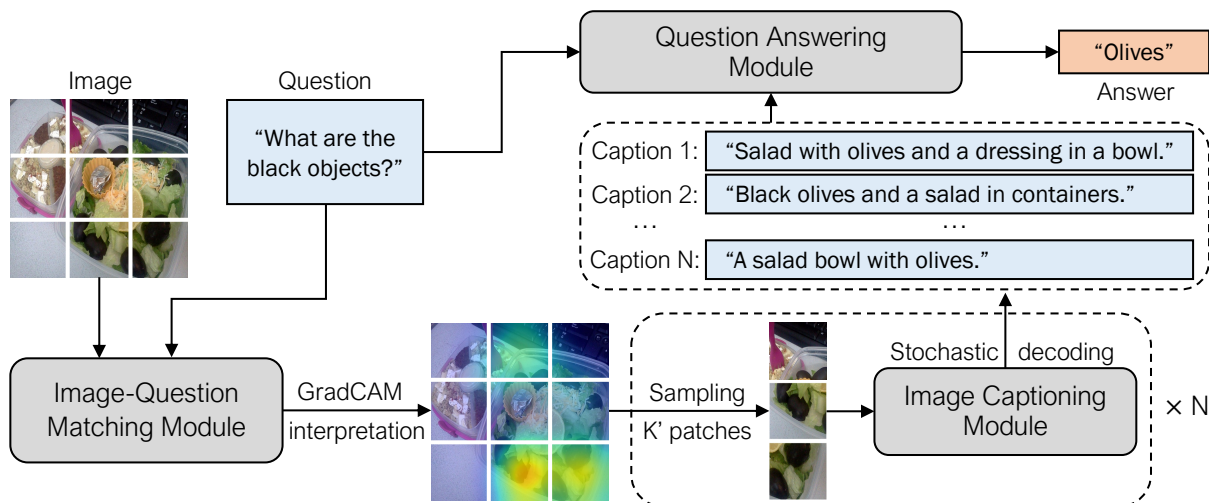 Image
Question
"What are the
black objects?"
Question Answering
Module
"Olives"
Answer
Caption 1:
"Salad with olives and a dressing in a bowl."
Caption 2:
"Black olives and a salad in containers."
...
...
Caption N:
"A salad bowl with olives."
Image-Question
Matching Module
GradCAM
interpretation
Sampling
K' patches
Stochastic decoding
Image Captioning
Module
× N